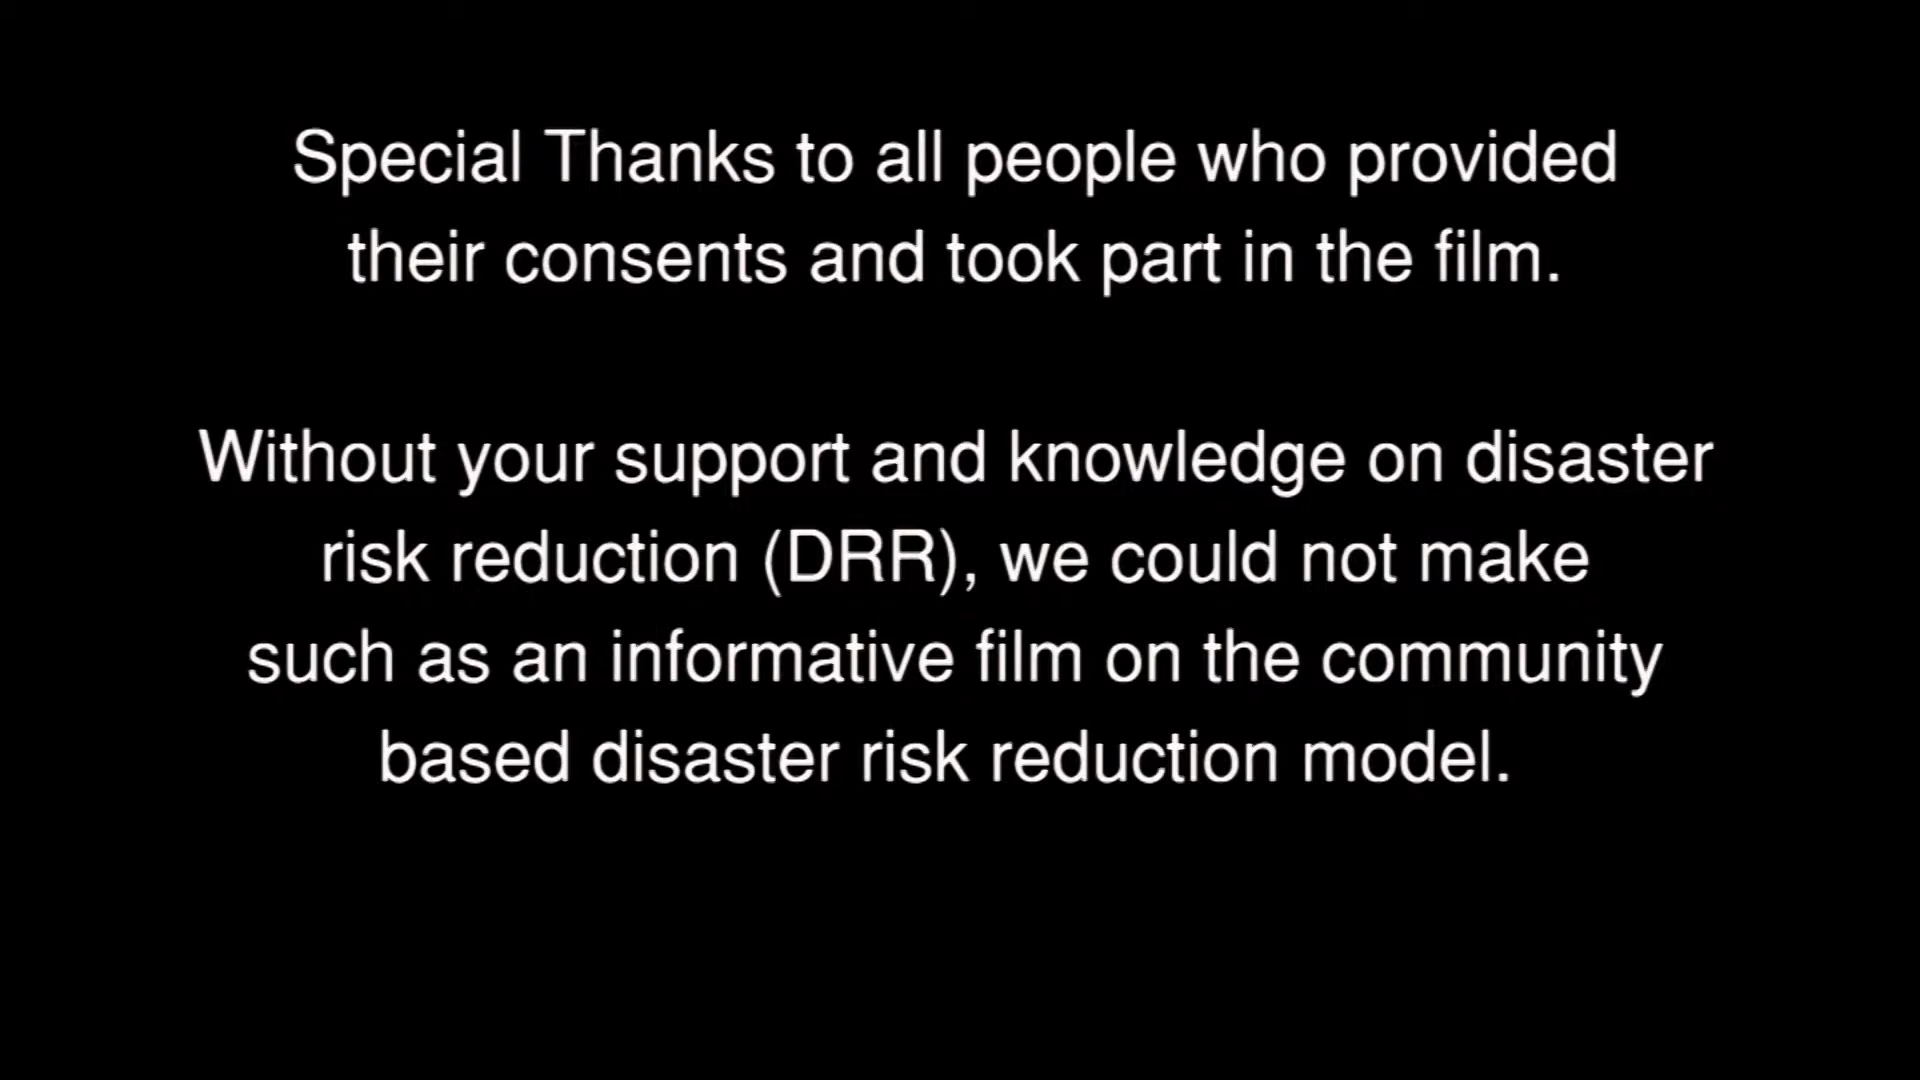 Special Thanks to all people who provided
their consents and took part in the film.
Without your support and knowledge on disaster
risk reduction (DRR), we could not make
such as an informative film on the community
based disaster risk reduction model.